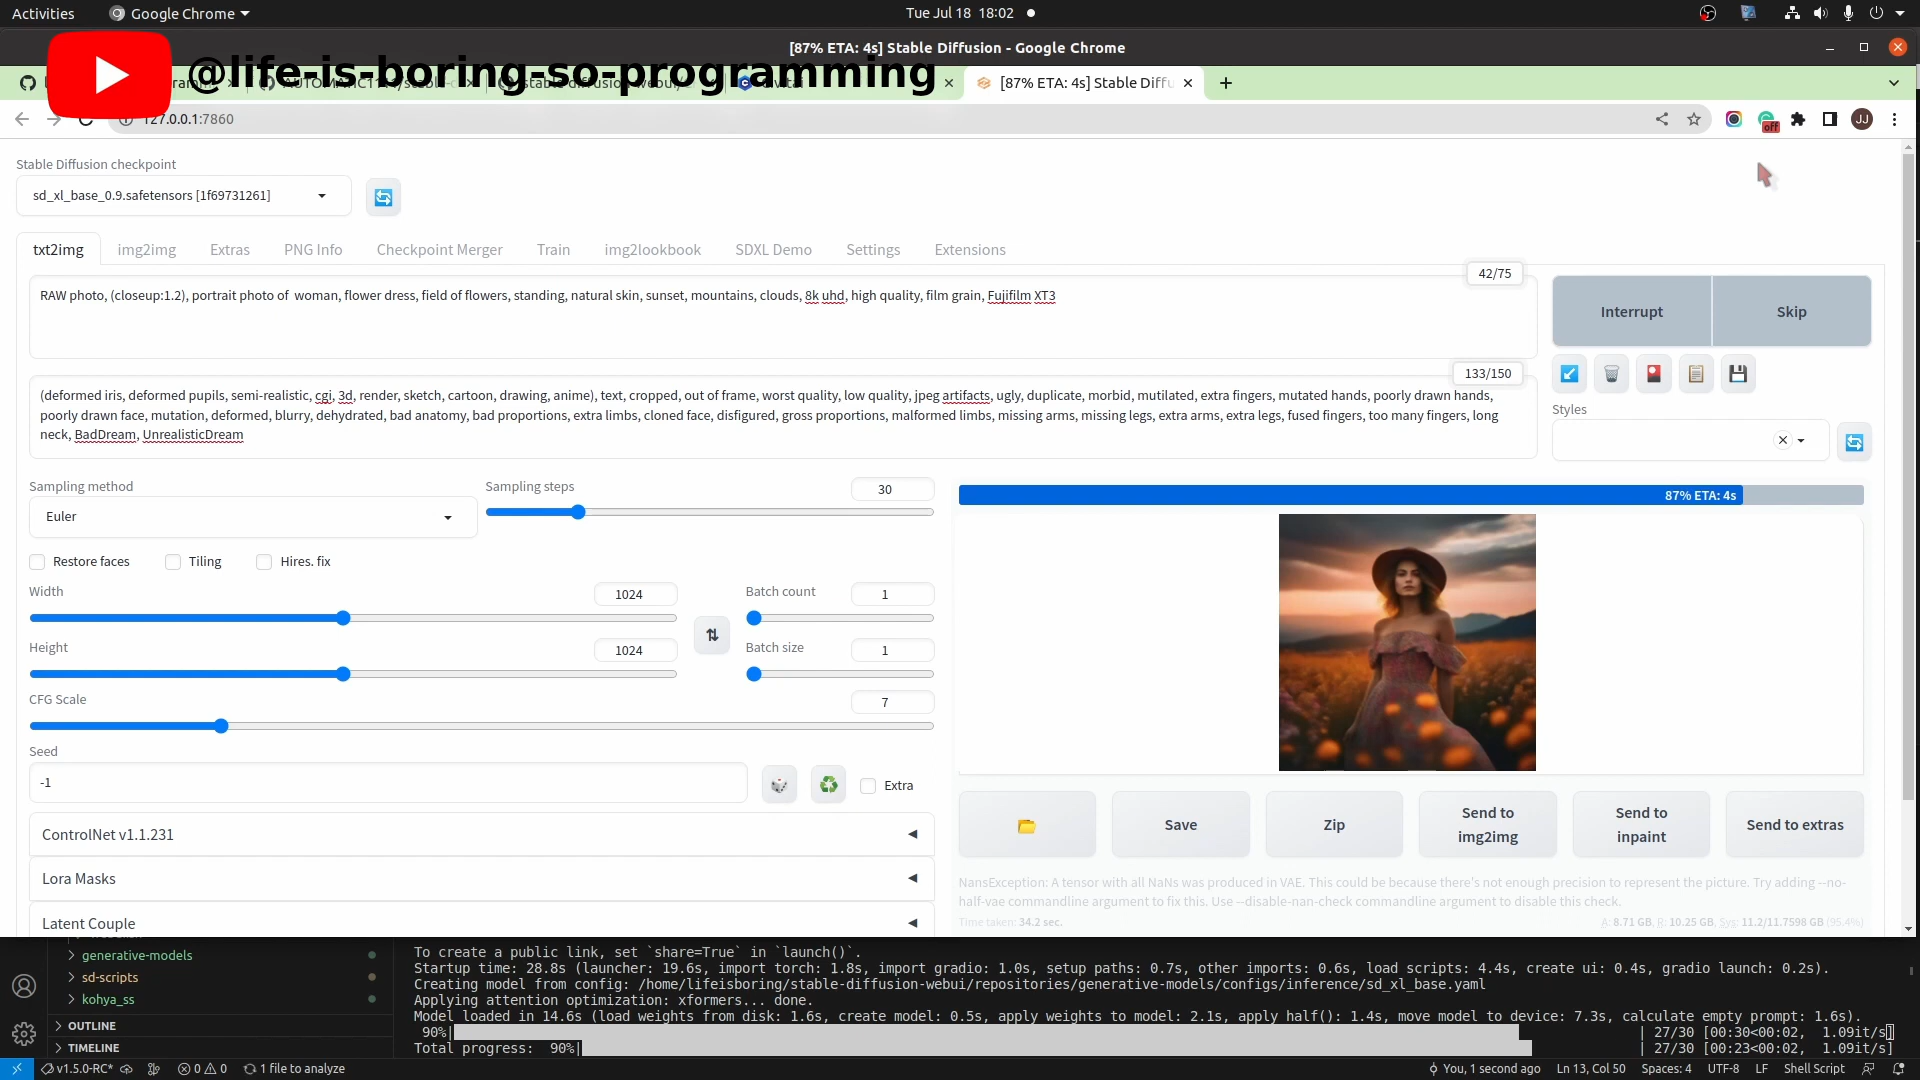 Activities
Google Chrome
Tue Jul 18 18:02
[87% ETA: 4s] Stable Diffusion - Google Chrome
@life-is-boring-so-programming
[87% ETA: 4s] Stable Diffu
127.0.0.1:7860
off
JJ
Stable Diffusion checkpoint
sd_xl_base_0.9.safetensors [1f69731261]
txt2img img2img Extras PNG Info Checkpoint Merger Train img2lookbook SDXL Demo Settings Extensions
42/75
RAW photo, (closeup:1.2), portrait photo of woman, flower dress, field of flowers, standing, natural skin, sunset, mountains, clouds, 8k uhd, high quality, film grain, Fujifilm XT3
Interrupt
Skip
133/150
(deformed iris, deformed pupils, semi-realistic, cgi, 3d, render, sketch, cartoon, drawing, anime), text, cropped, out of frame, worst quality, low quality, jpeg artifacts, ugly, duplicate, morbid, mutilated, extra fingers, mutated hands, poorly drawn hands,
poorly drawn face, mutation, deformed, blurry, dehydrated, bad anatomy, bad proportions, extra limbs, cloned face, disfigured, gross proportions, malformed limbs, missing arms, missing legs, extra arms, extra legs, fused fingers, too many fingers, long
neck, BadDream, UnrealisticDream
Styles
Sampling method
Euler
Sampling steps
30
87% ETA: 4s
Restore faces
Tiling
Hires. fix
Width
1024
Batch count
1
Height
1024
Batch size
1
CFG Scale
7
Seed
-1
Extra
ControlNet v1.1.231
Lora Masks
Latent Couple
Save
Zip
Send to
img2img
Send to
inpaint
Send to extras
NansException: A tensor with all NaNs was produced in VAE. This could be because there's not enough precision to represent the picture. Try adding --no-
half-vae commandline argument to fix this. Use --disable-nan-check commandline argument to disable this check.
Time taken: 34.2 sec.
A: 8.71 GB, R: 10.25 GB, Sys: 11.2/11.7598 GB (95.4%)
generative-models
sd-scripts
kohya_ss
OUTLINE
TIMELINE
To create a public link, set `share=True` in `launch()`.
Startup time: 28.8s (launcher: 19.6s, import torch: 1.8s, import gradio: 1.0s, setup paths: 0.7s, other imports: 0.6s, load scripts: 4.4s, create ui: 0.4s, gradio launch: 0.2s).
Creating model from config: /home/lifeisboring/stable-diffusion-webui/repositories/generative-models/configs/inference/sd_xl_base.yaml
Applying attention optimization: xformers... done.
Model loaded in 14.6s (load weights from disk: 1.6s, create model: 0.5s, apply weights to model: 2.1s, apply half(): 1.4s, move model to device: 7.3s, calculate empty prompt: 1.6s).
90%| | 27/30 [00:30<00:02, 1.09it/s]
Total progress: 90%| | 27/30 [00:23<00:02, 1.09it/s]
v1.5.0-RC* 0 0 1 file to analyze
You, 1 second ago Ln 13, Col 50 Spaces: 4 UTF-8 LF Shell Script